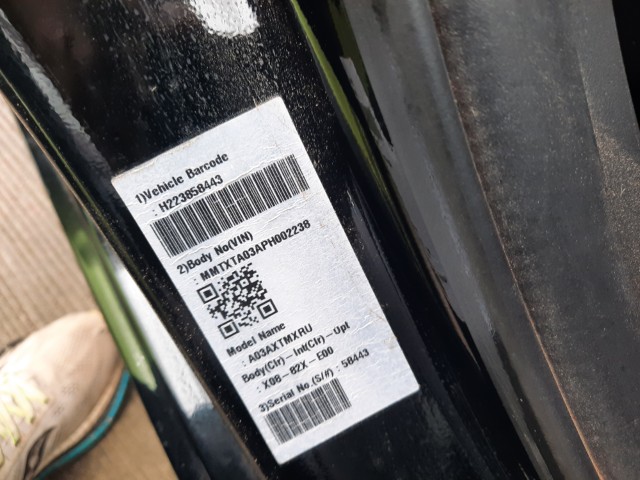 1)Vehicle Barcode
: H223858443
2)Body No(VIN)
: MMTXTA03APH002238
Model Name
: A03AXTMXRU
Body(Clr)-Int(Clr)-Opt
: X08-82X-E00
3)Serial No.(S/#) : 58443